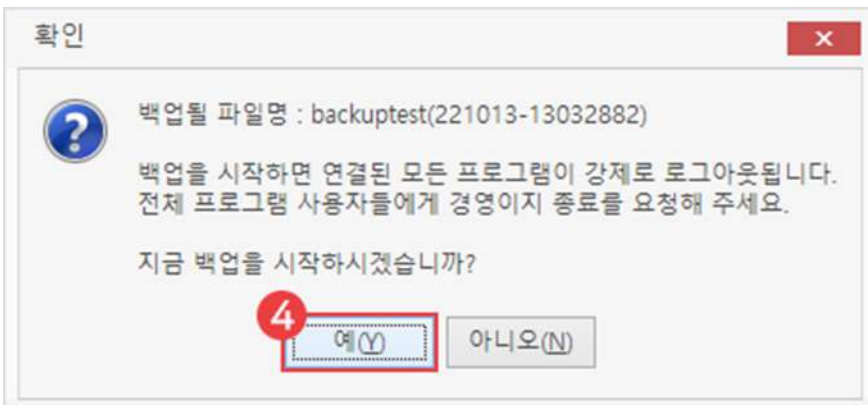 확인
백업될 파일명 : backuptest(221013-13032882)
백업을 시작하면 연결된 모든 프로그램이 강제로 로그아웃됩니다.
전체 프로그램 사용자들에게 경영이지 종료를 요청해 주세요.
지금 백업을 시작하시겠습니까?
4
예(Y) 아니오(N)